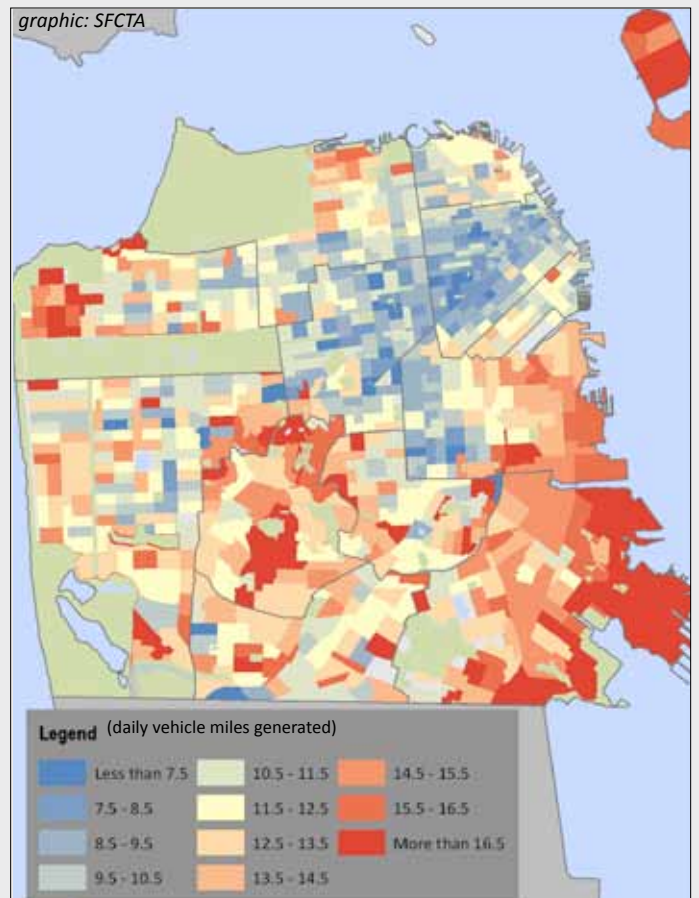 graphic: SFCTA
Legend (daily vehicle miles generated)
Less than 7.5
7.5 - 8.5
8.5 - 9.5
9.5 - 10.5
10.5 - 11.5
11.5 - 12.5
12.5 - 13.5
13.5 - 14.5
14.5 - 15.5
15.5 - 16.5
More than 16.5